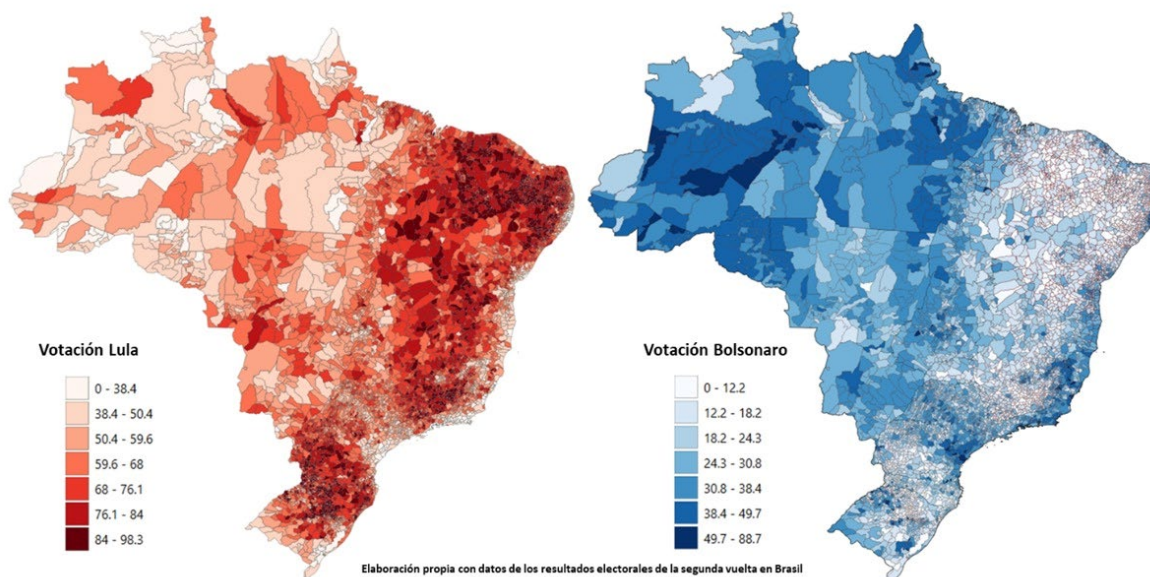 Votación Lula
0 - 38.4
38.4 - 50.4
50.4 - 59.6
59.6 - 68
68 - 76.1
76.1 - 84
84 - 98.3
Votación Bolsonaro
0 - 12.2
12.2 - 18.2
18.2 - 24.3
24.3 - 30.8
30.8 - 38.4
38.4 - 49.7
49.7 - 88.7
Elaboración propia con datos de los resultados electorales de la segunda vuelta en Brasil